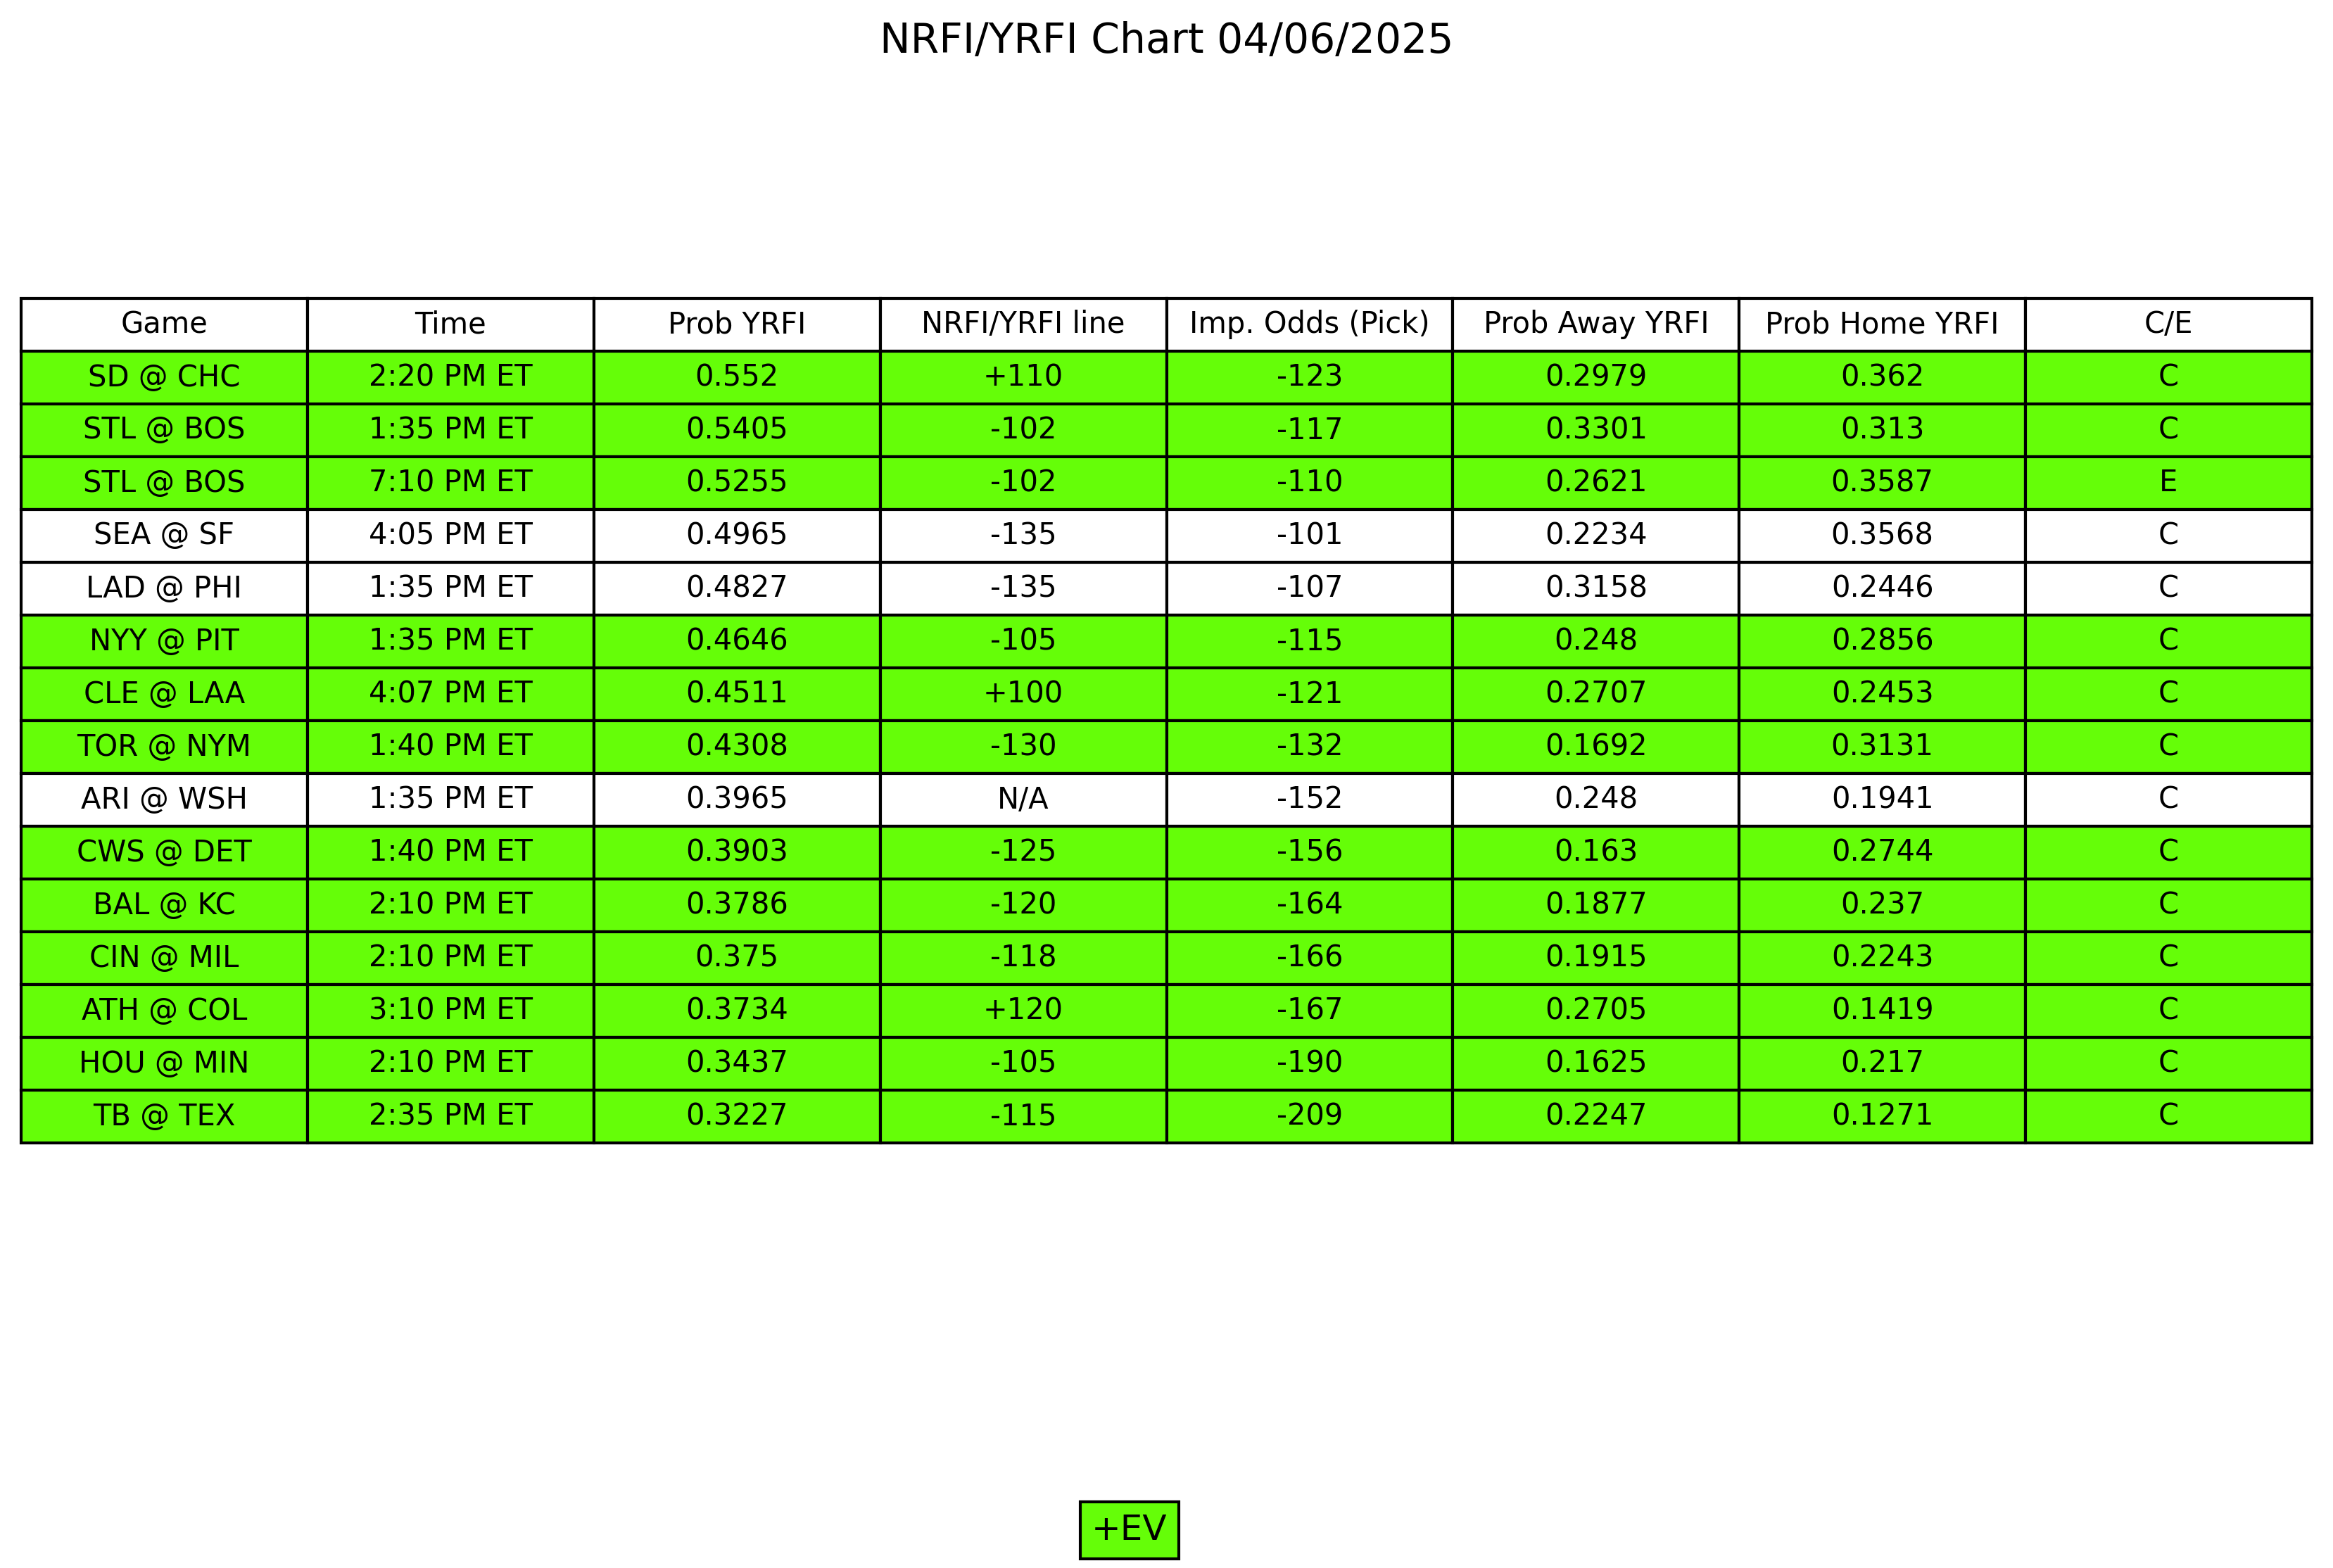 NRFI/YRFI Chart 04/06/2025
Game Time Prob YRFI NRFI/YRFI line Imp. Odds (Pick) Prob Away YRFI Prob Home YRFI C/E
SD @ CHC 2:20 PM ET 0.552 +110 -123 0.2979 0.362 C
STL @ BOS 1:35 PM ET 0.5405 -102 -117 0.3301 0.313 C
STL @ BOS 7:10 PM ET 0.5255 -102 -110 0.2621 0.3587 E
SEA @ SF 4:05 PM ET 0.4965 -135 -101 0.2234 0.3568 C
LAD @ PHI 1:35 PM ET 0.4827 -135 -107 0.3158 0.2446 C
NYY @ PIT 1:35 PM ET 0.4646 -105 -115 0.248 0.2856 C
CLE @ LAA 4:07 PM ET 0.4511 +100 -121 0.2707 0.2453 C
TOR @ NYM 1:40 PM ET 0.4308 -130 -132 0.1692 0.3131 C
ARI @ WSH 1:35 PM ET 0.3965 N/A -152 0.248 0.1941 C
CWS @ DET 1:40 PM ET 0.3903 -125 -156 0.163 0.2744 C
BAL @ KC 2:10 PM ET 0.3786 -120 -164 0.1877 0.237 C
CIN @ MIL 2:10 PM ET 0.375 -118 -166 0.1915 0.2243 C
ATH @ COL 3:10 PM ET 0.3734 +120 -167 0.2705 0.1419 C
HOU @ MIN 2:10 PM ET 0.3437 -105 -190 0.1625 0.217 C
TB @ TEX 2:35 PM ET 0.3227 -115 -209 0.2247 0.1271 C
+EV